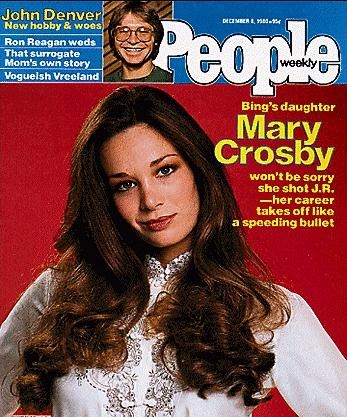 John Denver
New hobby & woes
Ron Reagan weds
That surrogate
Mom's own story
Vogueish Vreeland
DECEMBER 8, 1980 • 95¢
People
weekly
Bing's daughter
Mary
Crosby
won't be sorry
she shot J.R.
—her career
takes off like
a speeding bullet